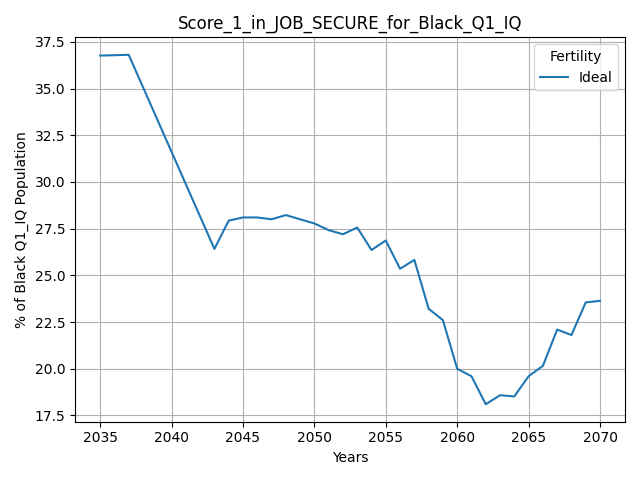 Score_1_in_JOB_SECURE_for_Black_Q1_IQ
Fertility
Ideal
% of Black Q1_IQ Population
37.5
35.0
32.5
30.0
27.5
25.0
22.5
20.0
17.5
2035 2040 2045 2050 2055 2060 2065 2070
Years